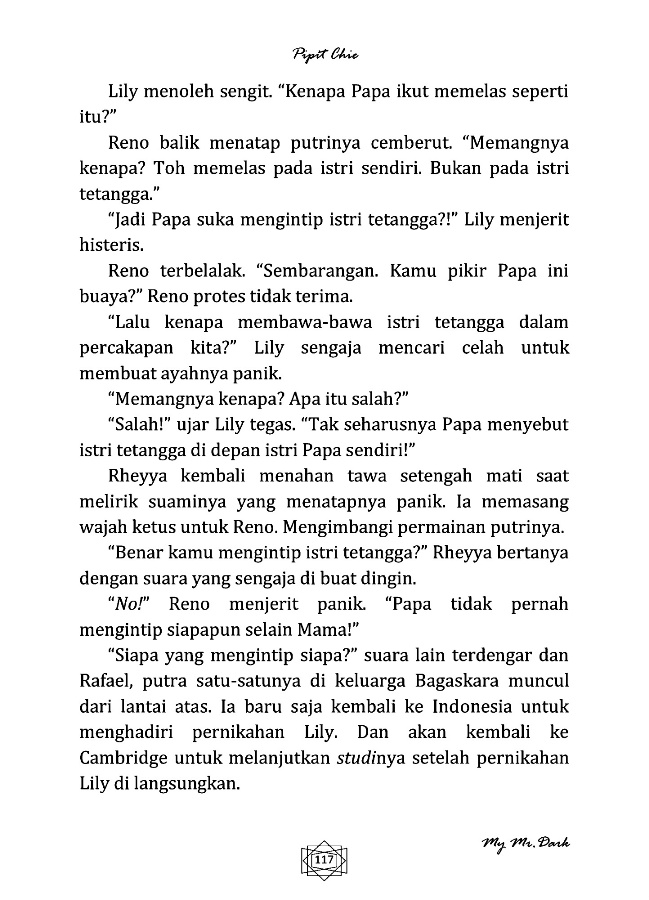 Pipit Chie
Lily menoleh sengit. “Kenapa Papa ikut memelas seperti
itu?”
Reno balik menatap putrinya cemberut. “Memangnya
kenapa? Toh memelas pada istri sendiri. Bukan pada istri
tetangga.”
“Jadi Papa suka mengintip istri tetangga?!” Lily menjerit
histeris.
Reno terbelalak. “Sembarangan. Kamu pikir Papa ini
buaya?” Reno protes tidak terima.
“Lalu kenapa membawa-bawa istri tetangga dalam
percakapan kita?” Lily sengaja mencari celah untuk
membuat ayahnya panik.
“Memangnya kenapa? Apa itu salah?”
“Salah!” ujar Lily tegas. “Tak seharusnya Papa menyebut
istri tetangga di depan istri Papa sendiri!”
Rheyya kembali menahan tawa setengah mati saat
melirik suaminya yang menatapnya panik. Ia memasang
wajah ketus untuk Reno. Mengimbangi permainan putrinya.
“Benar kamu mengintip istri tetangga?” Rheyya bertanya
dengan suara yang sengaja di buat dingin.
“No!” Reno menjerit panik. “Papa tidak pernah
mengintip siapapun selain Mama!”
“Siapa yang mengintip siapa?” suara lain terdengar dan
Rafael, putra satu-satunya di keluarga Bagaskara muncul
dari lantai atas. Ia baru saja kembali ke Indonesia untuk
menghadiri pernikahan Lily. Dan akan kembali ke
Cambridge untuk melanjutkan studinya setelah pernikahan
Lily di langsungkan.
My Mr. Dark
117